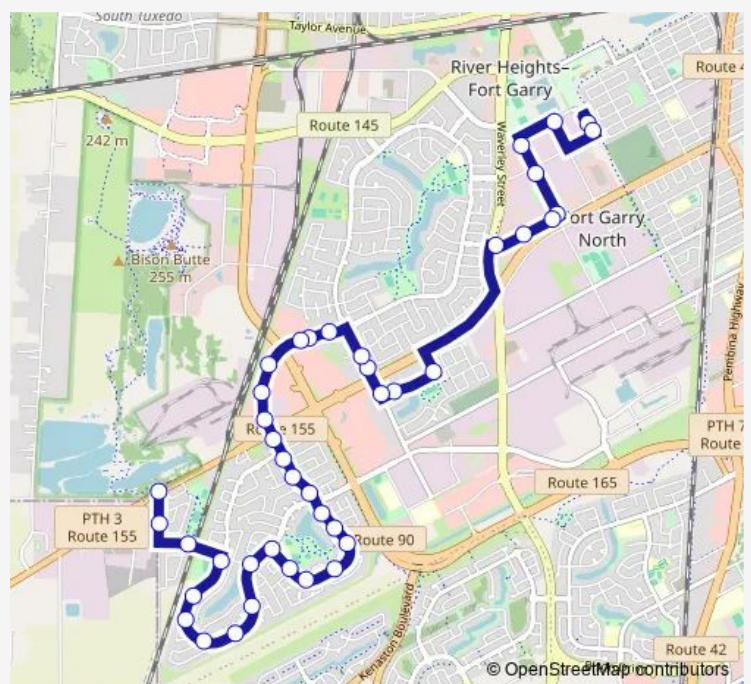 South Tuxedo
Taylor Avenue
River Heights–
Fort Garry
Route 4
Route 145
242 m
Waverley Street
ort Garry
North
Bison Butte
255 m
Pembina Highway
Route 155
PTH 7
Route
Route 165
PTH 3
Route 155
Route 90
Kenaston Boulevard
Route 42
© OpenStreetMap contributors